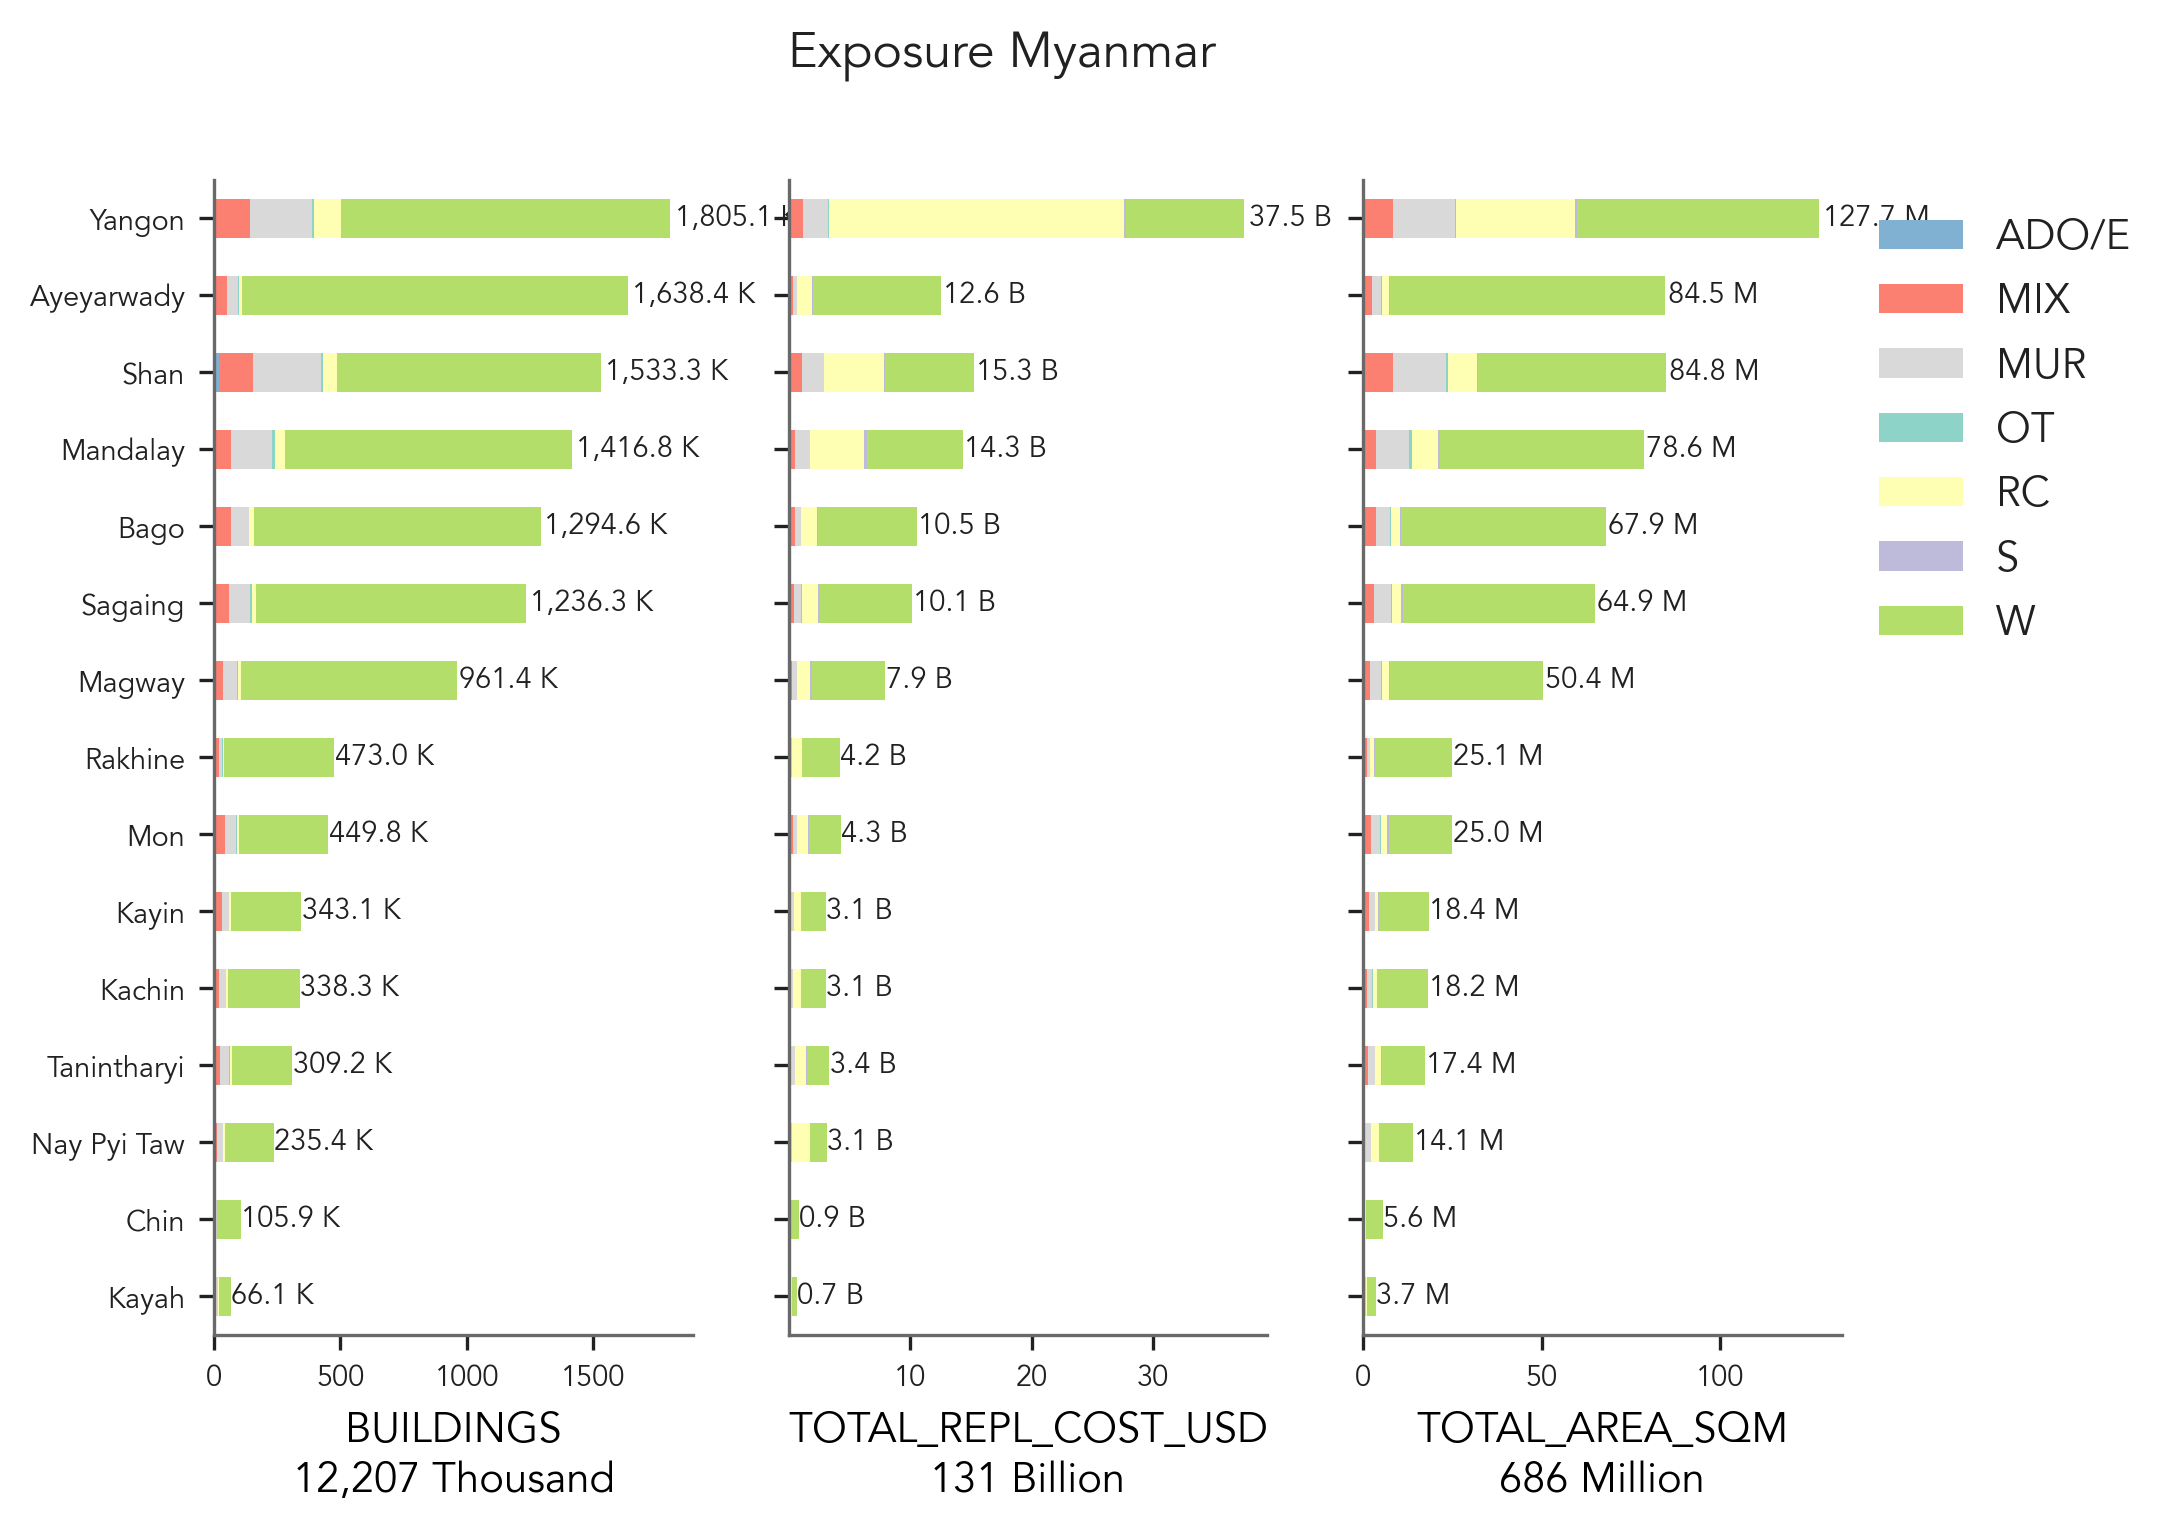 Exposure Myanmar
Yangon
Ayeyarwady
Shan
Mandalay
Bago
Sagaing
Magway
Rakhine
Mon
Kayin
Kachin
Tanintharyi
Nay Pyi Taw
Chin
Kayah
1,805.1 K
1,638.4 K
1,533.3 K
1,416.8 K
1,294.6 K
1,236.3 K
961.4 K
473.0 K
449.8 K
343.1 K
338.3 K
309.2 K
235.4 K
105.9 K
66.1 K
0 500 1000 1500
BUILDINGS
12,207 Thousand
37.5 B
12.6 B
15.3 B
14.3 B
10.5 B
10.1 B
7.9 B
4.2 B
4.3 B
3.1 B
3.1 B
3.4 B
3.1 B
0.9 B
0.7 B
10 20 30
TOTAL_REPL_COST_USD
131 Billion
127.7 M
84.5 M
84.8 M
78.6 M
67.9 M
64.9 M
50.4 M
25.1 M
25.0 M
18.4 M
18.2 M
17.4 M
14.1 M
5.6 M
3.7 M
0 50 100
TOTAL_AREA_SQM
686 Million
ADO/E
MIX
MUR
OT
RC
S
W